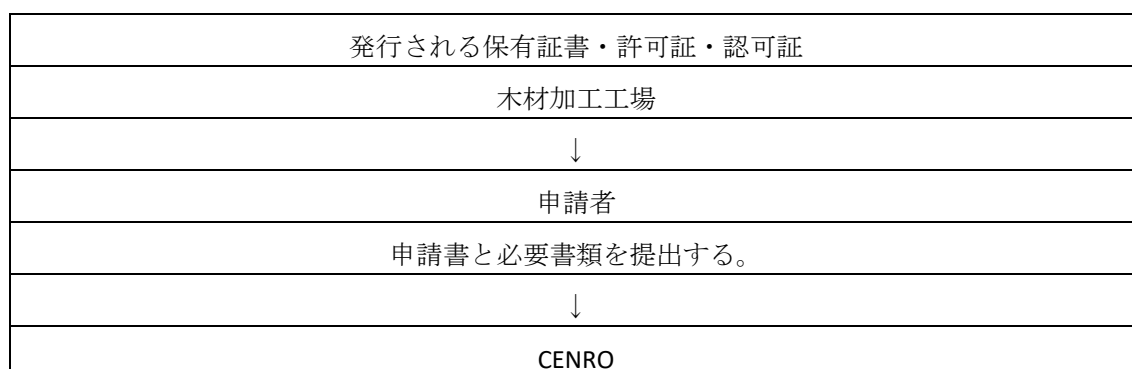 発行される保有証書・許可証・認可証
木材加工工場
↓
申請者
申請書と必要書類を提出する。
↓
CENRO